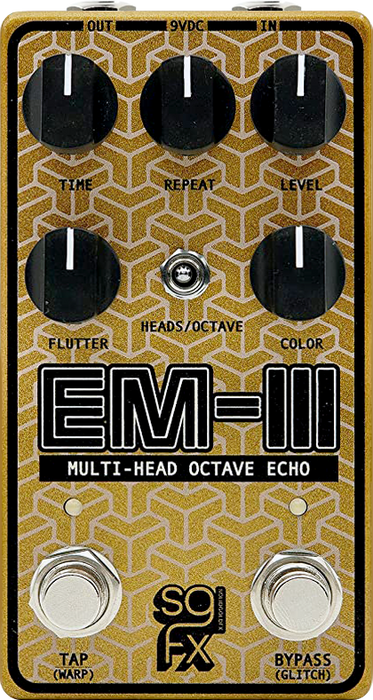 OUT 9VDC IN
TIME REPEAT LEVEL
HEADS/OCTAVE
FLUTTER COLOR
EM-III
MULTI-HEAD OCTAVE ECHO
SO
FX
TAP BYPASS
(WARP) (GLITCH)